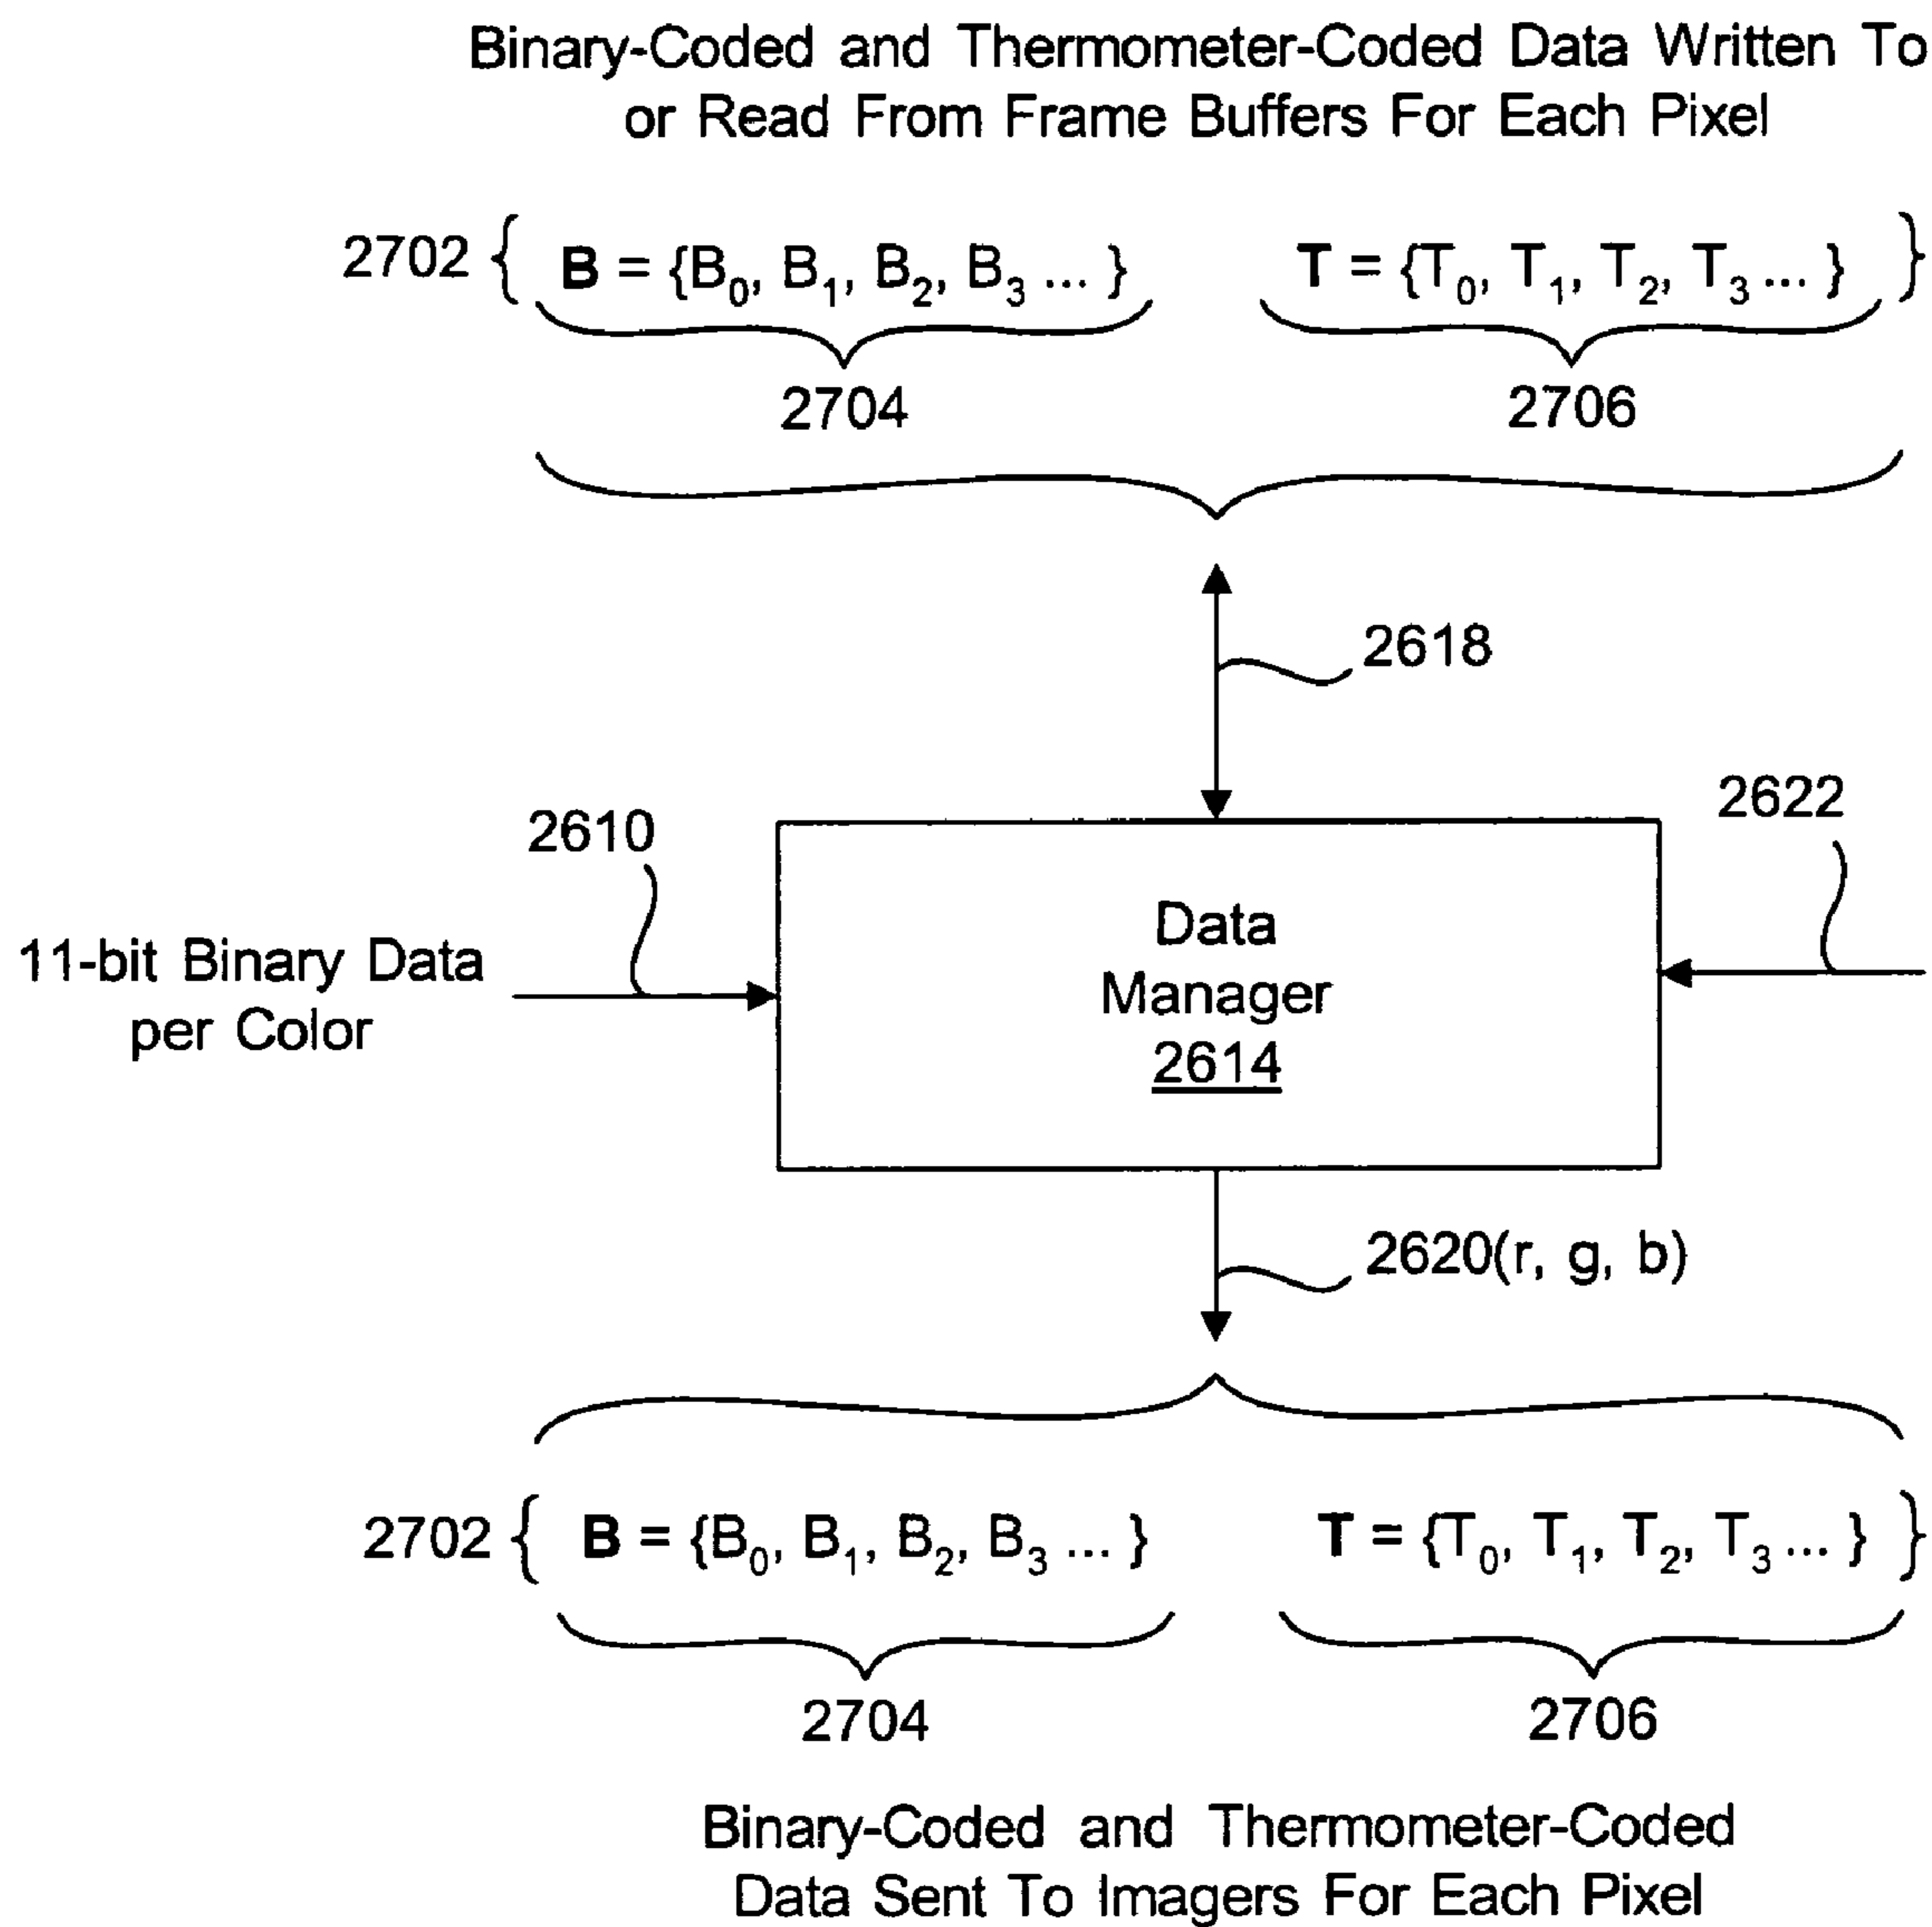 Binary-Coded and Thermometer-Coded Data Written To
or Read From Frame Buffers For Each Pixel
2702 { B = {B0, B1, B2, B3 ... } T = {T0, T1, T2, T3 ... } }
2704 2706
2618
2610
2622
11-bit Binary Data
per Color
Data
Manager
2614
2620(r, g, b)
2702 { B = {B0, B1, B2, B3 ... } T = {T0, T1, T2, T3 ... } }
2704 2706
Binary-Coded and Thermometer-Coded
Data Sent To Imagers For Each Pixel